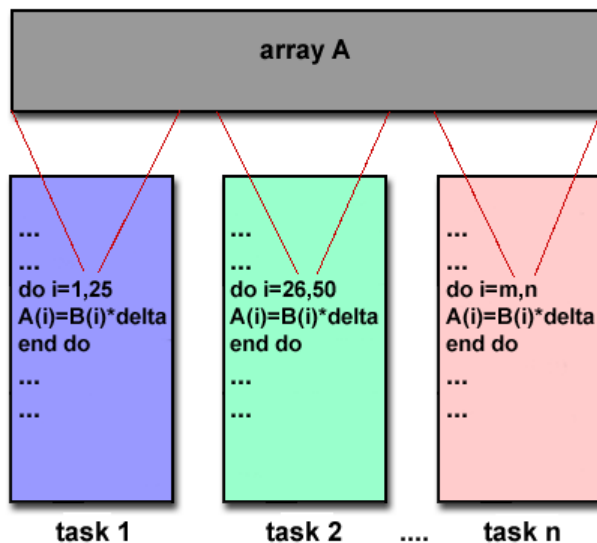 array A
...
...
do i=1,25
A(i)=B(i)*delta
end do
...
...
task 1
...
...
do i=26,50
A(i)=B(i)*delta
end do
...
...
task 2
....
...
...
do i=m,n
A(i)=B(i)*delta
end do
...
...
task n